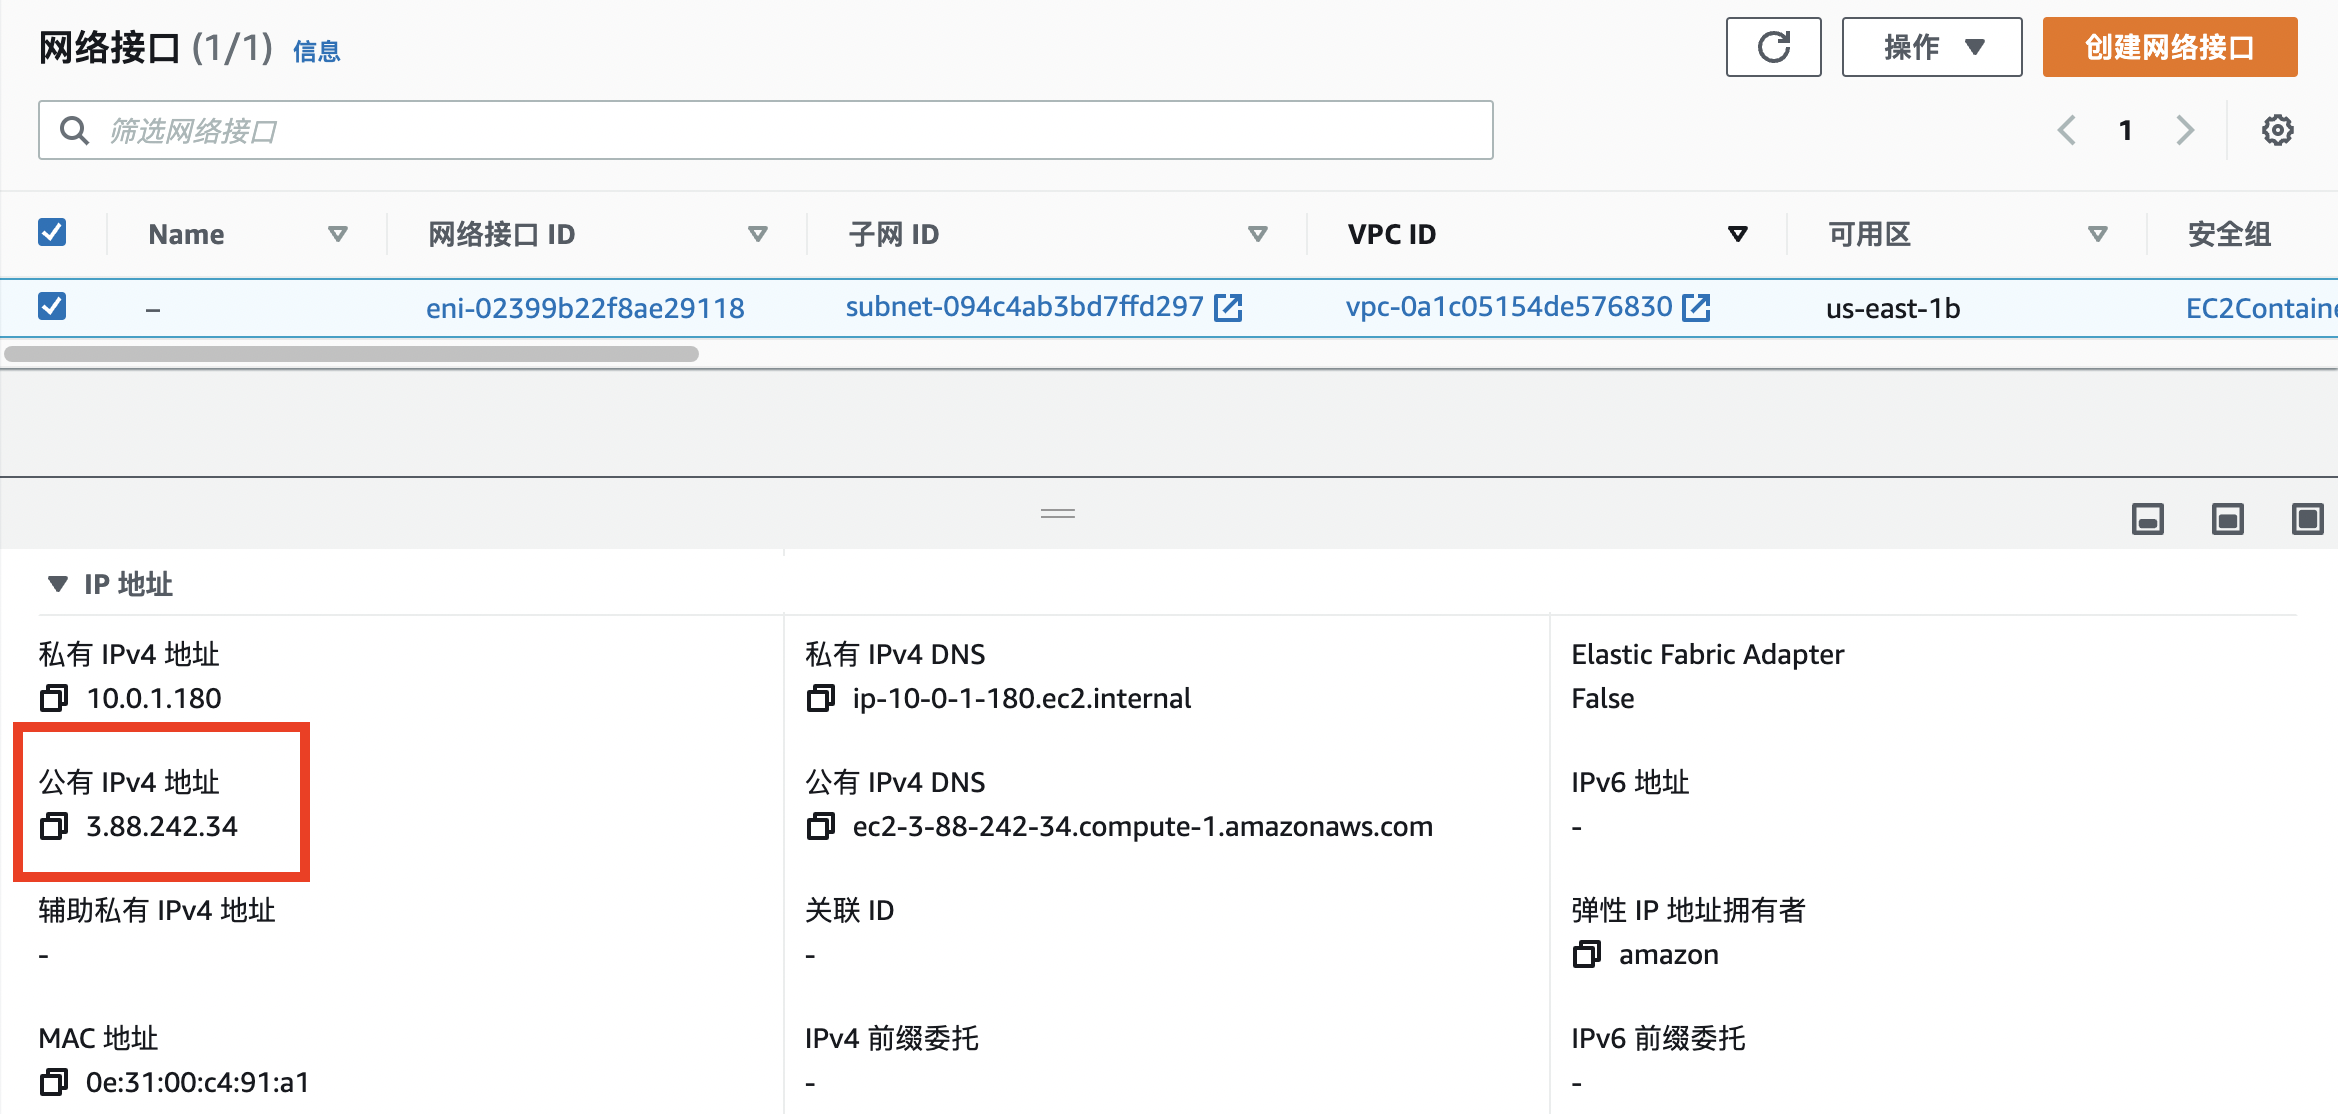 网络接口 (1/1) 信息
操作
创建网络接口
筛选网络接口
1
Name 网络接口 ID 子网 ID VPC ID 可用区 安全组
– eni-02399b22f8ae29118 subnet-094c4ab3bd7ffd297 vpc-0a1c05154de576830 us-east-1b EC2Containe
IP 地址
私有 IPv4 地址
10.0.1.180
私有 IPv4 DNS
ip-10-0-1-180.ec2.internal
Elastic Fabric Adapter
False
公有 IPv4 地址
3.88.242.34
公有 IPv4 DNS
ec2-3-88-242-34.compute-1.amazonaws.com
IPv6 地址
-
辅助私有 IPv4 地址
-
关联 ID
-
弹性 IP 地址拥有者
amazon
MAC 地址
0e:31:00:c4:91:a1
IPv4 前缀委托
-
IPv6 前缀委托
-